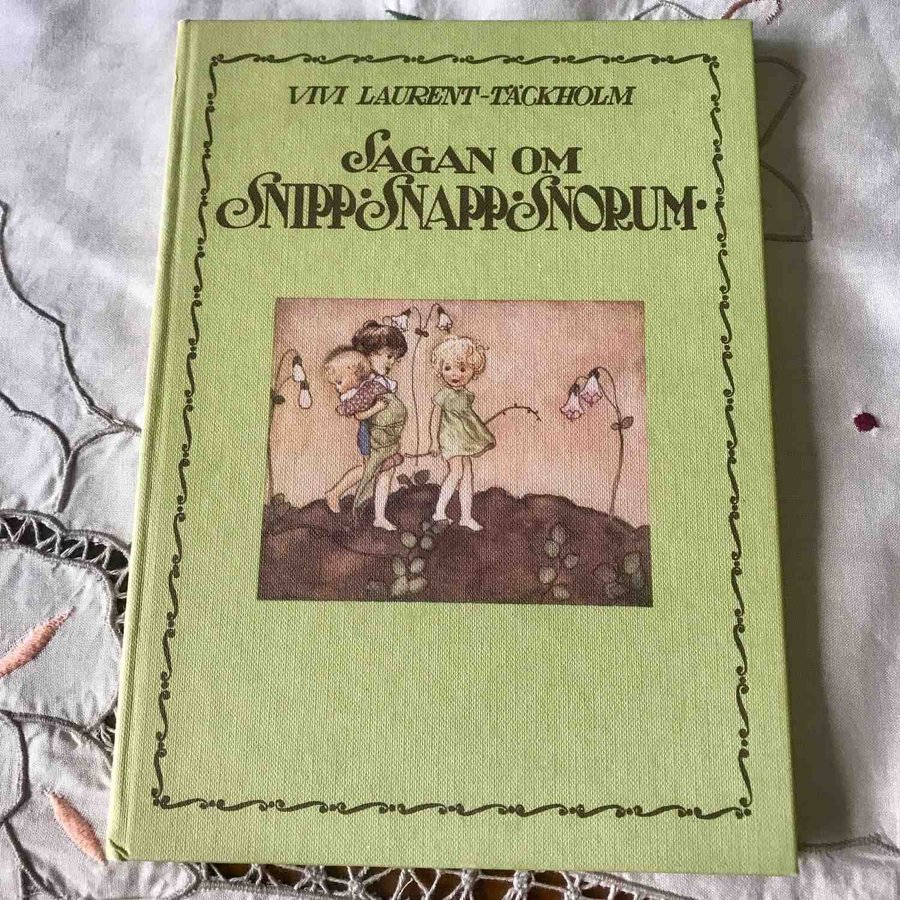 VIVI LAURENT-TÄCKHOLM
SAGAN OM
SNIPP·SNAPP·SNORUM·